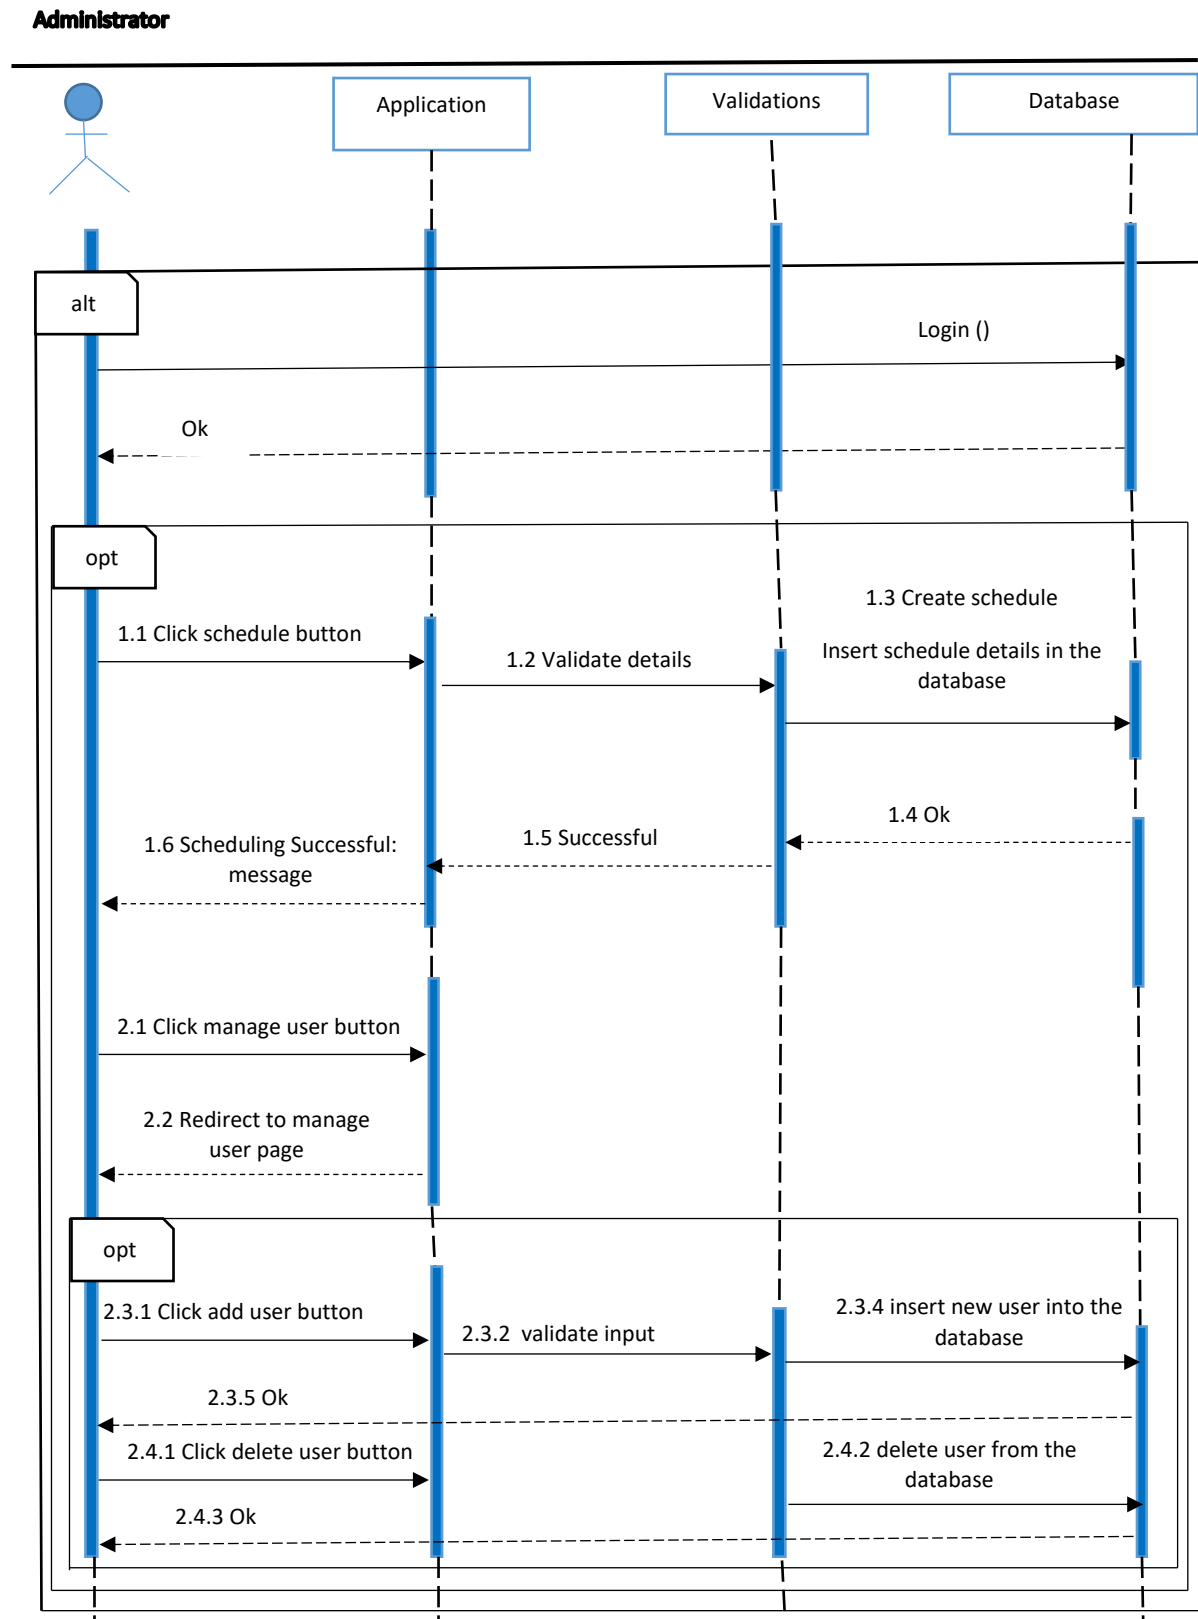 Administrator
Application
Validations
Database
alt
Login ()
Ok
opt
1.3 Create schedule
1.1 Click schedule button
1.2 Validate details
Insert schedule details in the
database
1.4 Ok
1.5 Successful
1.6 Scheduling Successful:
message
2.1 Click manage user button
2.2 Redirect to manage
user page
opt
2.3.1 Click add user button
2.3.2  validate input
2.3.4 insert new user into the
database
2.3.5 Ok
2.4.1 Click delete user button
2.4.2 delete user from the
database
2.4.3 Ok